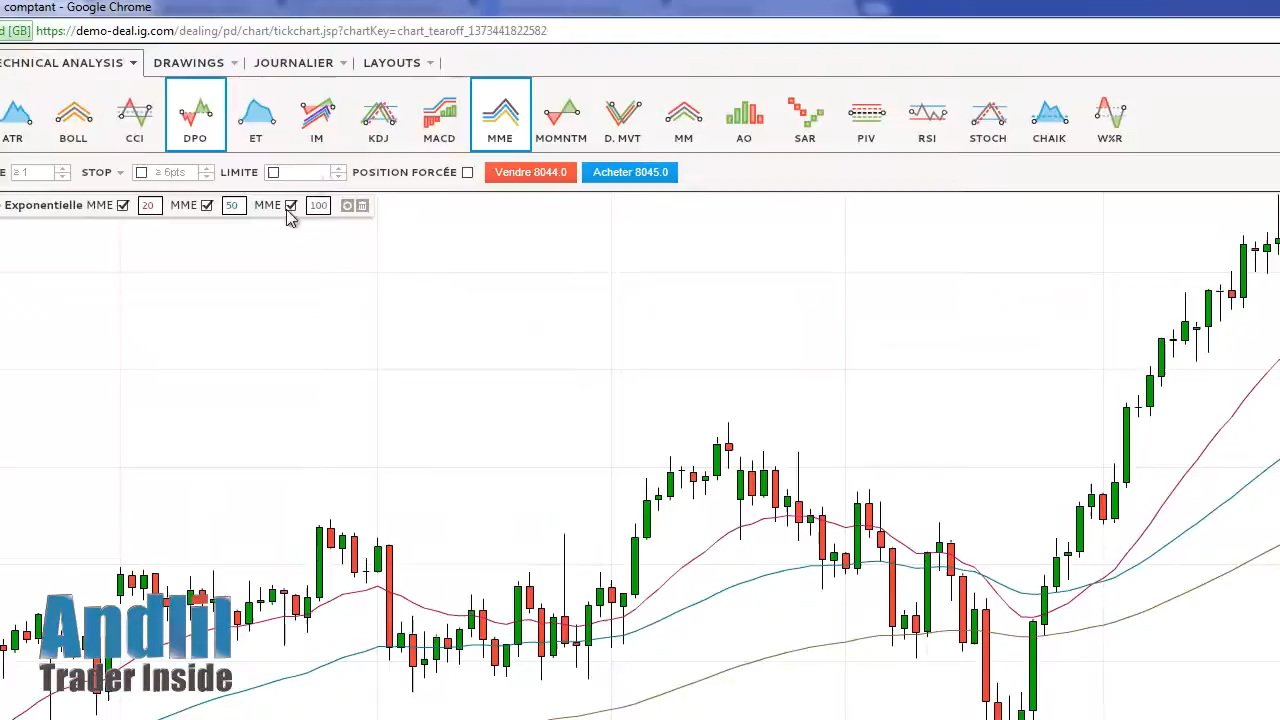 comptant - Google Chrome
d [GB] https://demo-deal.ig.com/dealing/pd/chart/tickchart.jsp?chartKey=chart_tearoff_1373441822582
ECHNICAL ANALYSIS DRAWINGS JOURNALIER LAYOUTS
ATR BOLL CCI DPO ET IM KDJ MACD MME MOMNTM D. MVT MM AO SAR PIV RSI STOCH CHAIK W%R
E ≥ 1 STOP ≥ 6pts LIMITE POSITION FORCÉE Vendre 8044.0 Acheter 8045.0
Exponentielle MME 20 MME 50 MME 100
Andlil
Trader Inside